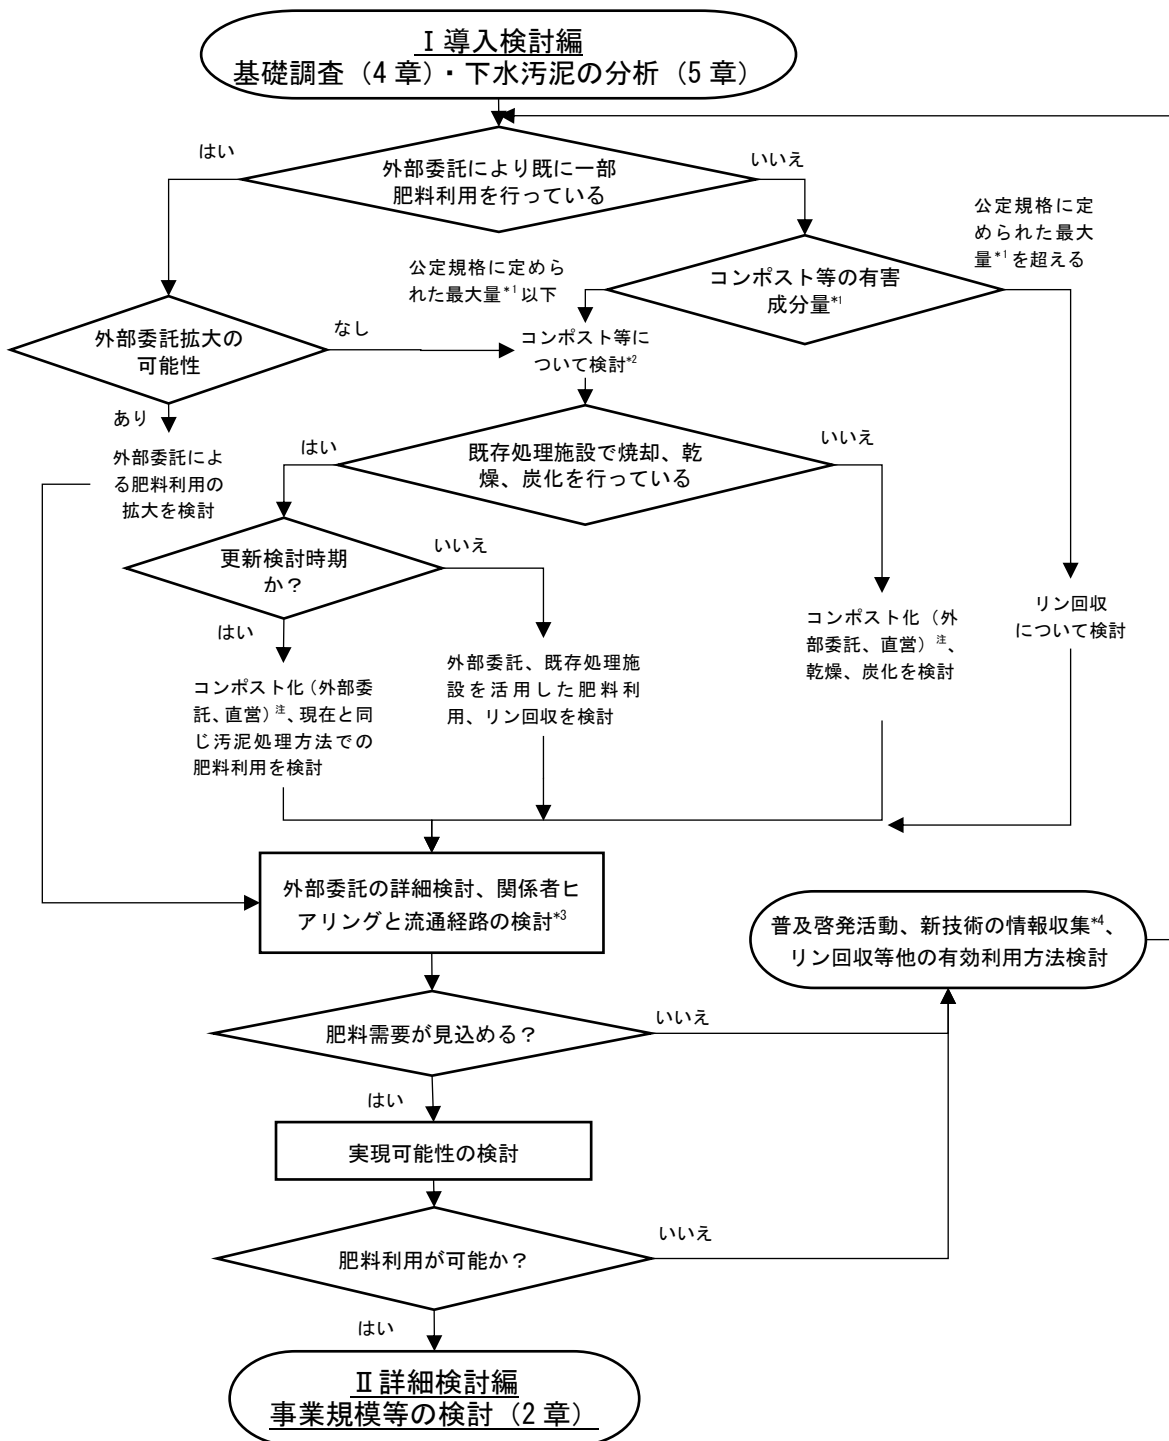 Ⅰ導入検討編
基礎調査（4章）・下水汚泥の分析（5章）
はい
外部委託により既に一部
肥料利用を行っている
いいえ
公定規格に定
められた最大
量*1を超える
公定規格に定めら
れた最大量*1以下
コンポスト等の有害
成分量*1
外部委託拡大の
可能性
なし
コンポスト等に
ついて検討*2
あり
外部委託によ
る肥料利用の
拡大を検討
はい
既存処理施設で焼却、乾
燥、炭化を行っている
いいえ
更新検討時期
か？
いいえ
はい
コンポスト化（外部委
託、直営）注、現在と同
じ汚泥処理方法での
肥料利用を検討
外部委託、既存処理施
設を活用した肥料利
用、リン回収を検討
コンポスト化（外
部委託、直営）注、
乾燥、炭化を検討
リン回収
について検討
外部委託の詳細検討、関係者ヒ
アリングと流通経路の検討*3
普及啓発活動、新技術の情報収集*4、
リン回収等他の有効利用方法検討
肥料需要が見込める？
いいえ
はい
実現可能性の検討
肥料利用が可能か？
いいえ
はい
Ⅱ詳細検討編
事業規模等の検討（2章）